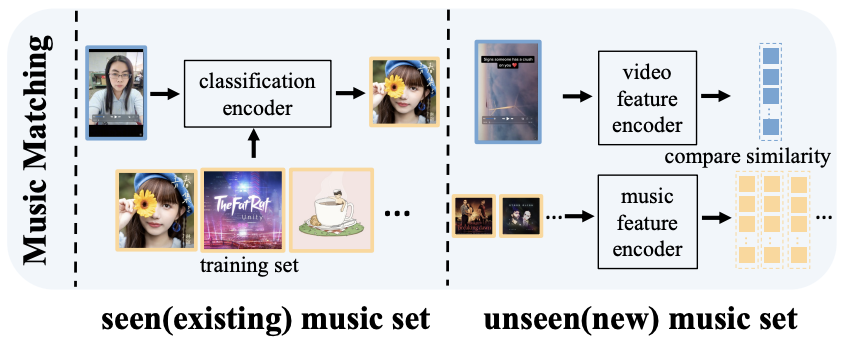 Music Matching
classification
encoder
TheFatRat
Unity
training set
...
seen(existing) music set
Signs someone has a crush
on you ❤️
video
feature
encoder
compare similarity
...
music
feature
encoder
...
unseen(new) music set